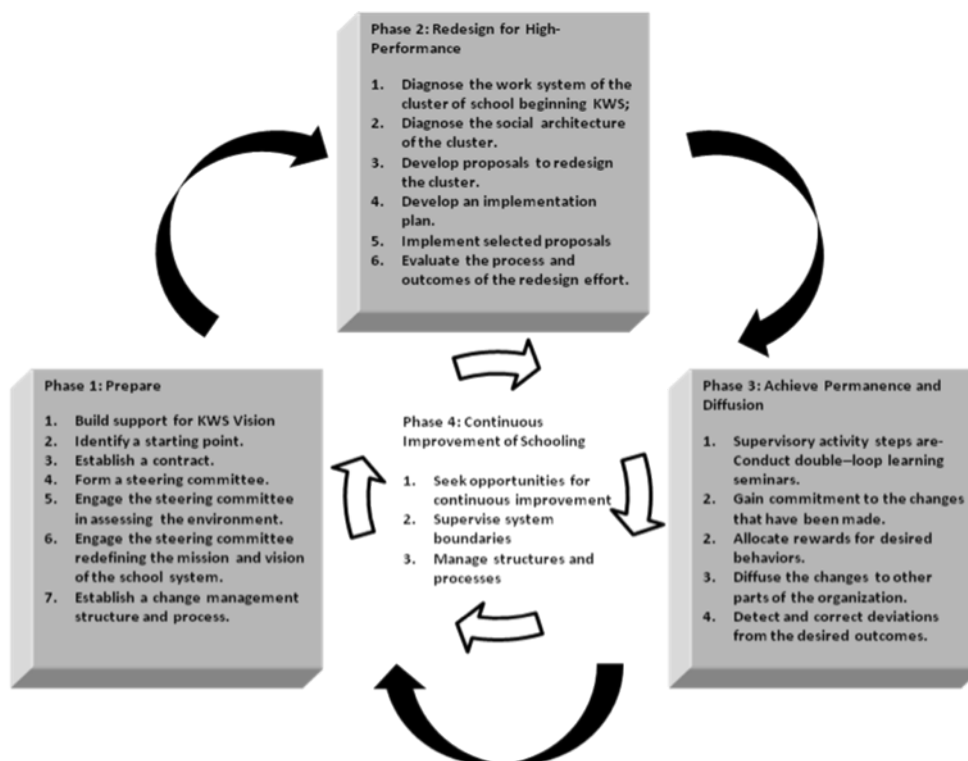 Phase 2: Redesign for High-
Performance
1. Diagnose the work system of the
cluster of school beginning KWS;
2. Diagnose the social architecture
of the cluster.
3. Develop proposals to redesign
the cluster.
4. Develop an implementation
plan.
5. Implement selected proposals
6. Evaluate the process and
outcomes of the redesign effort.
Phase 1: Prepare
1. Build support for KWS Vision
2. Identify a starting point.
3. Establish a contract.
4. Form a steering committee.
5. Engage the steering committee
in assessing the environment.
6. Engage the steering committee
redefining the mission and vision
of the school system.
7. Establish a change management
structure and process.
Phase 4: Continuous
Improvement of Schooling
1. Seek opportunities for
continuous improvement
2. Supervise system
boundaries
3. Manage structures and
processes
Phase 3: Achieve Permanence and
Diffusion
1. Supervisory activity steps are-
Conduct double–loop learning
seminars.
2. Gain commitment to the changes
that have been made.
2. Allocate rewards for desired
behaviors.
3. Diffuse the changes to other
parts of the organization.
4. Detect and correct deviations
from the desired outcomes.